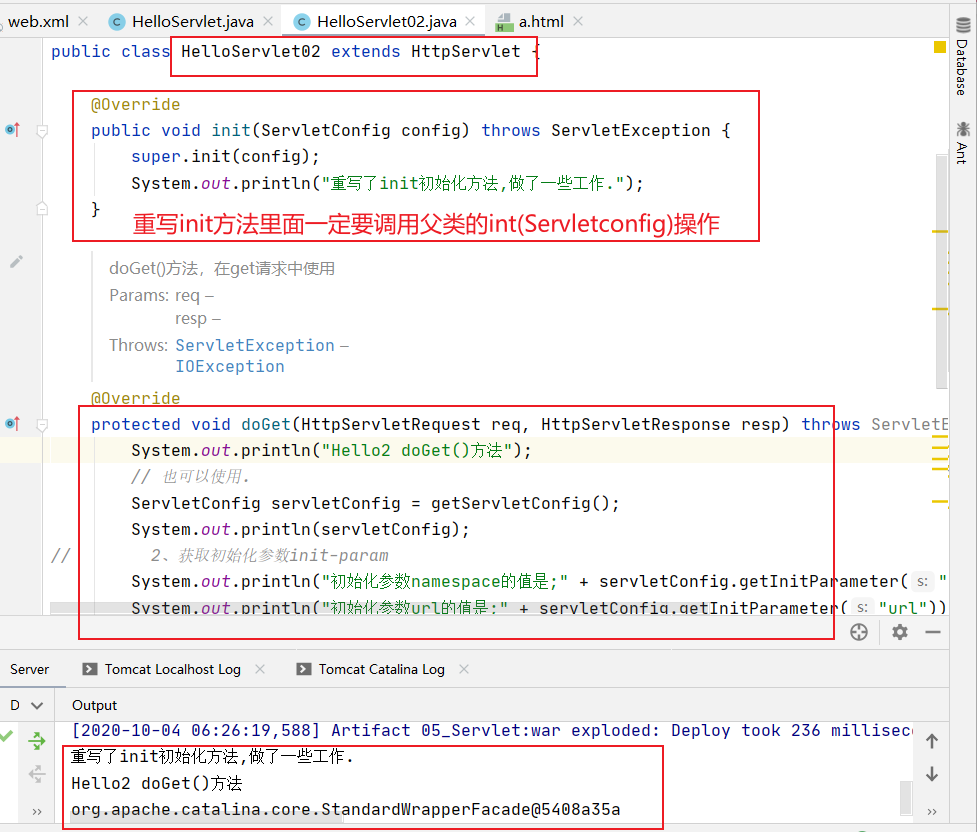 web.xml HelloServlet.java HelloServlet02.java a.html
public class HelloServlet02 extends HttpServlet {
Database
Ant
@Override
public void init(ServletConfig config) throws ServletException {
super.init(config);
System.out.println("重写了init初始化方法,做了一些工作.");
}
重写init方法里面一定要调用父类的int(Servletconfig)操作
doGet()方法，在get请求中使用
Params: req –
resp –
Throws: ServletException –
IOException
@Override
protected void doGet(HttpServletRequest req, HttpServletResponse resp) throws ServletE
System.out.println("Hello2 doGet()方法");
// 也可以使用.
ServletConfig servletConfig = getServletConfig();
System.out.println(servletConfig);
// 2、获取初始化参数init-param
System.out.println("初始化参数namespace的值是;" + servletConfig.getInitParameter( s: "
System.out.println("初始化参数url的值是;" + servletConfig.getInitParameter( s: "url"))
Server Tomcat Localhost Log Tomcat Catalina Log
D Output
[2020-10-04 06:26:19,588] Artifact 05_Servlet:war exploded: Deploy took 236 millisec
重写了init初始化方法,做了一些工作.
Hello2 doGet()方法
org.apache.catalina.core.StandardWrapperFacade@5408a35a